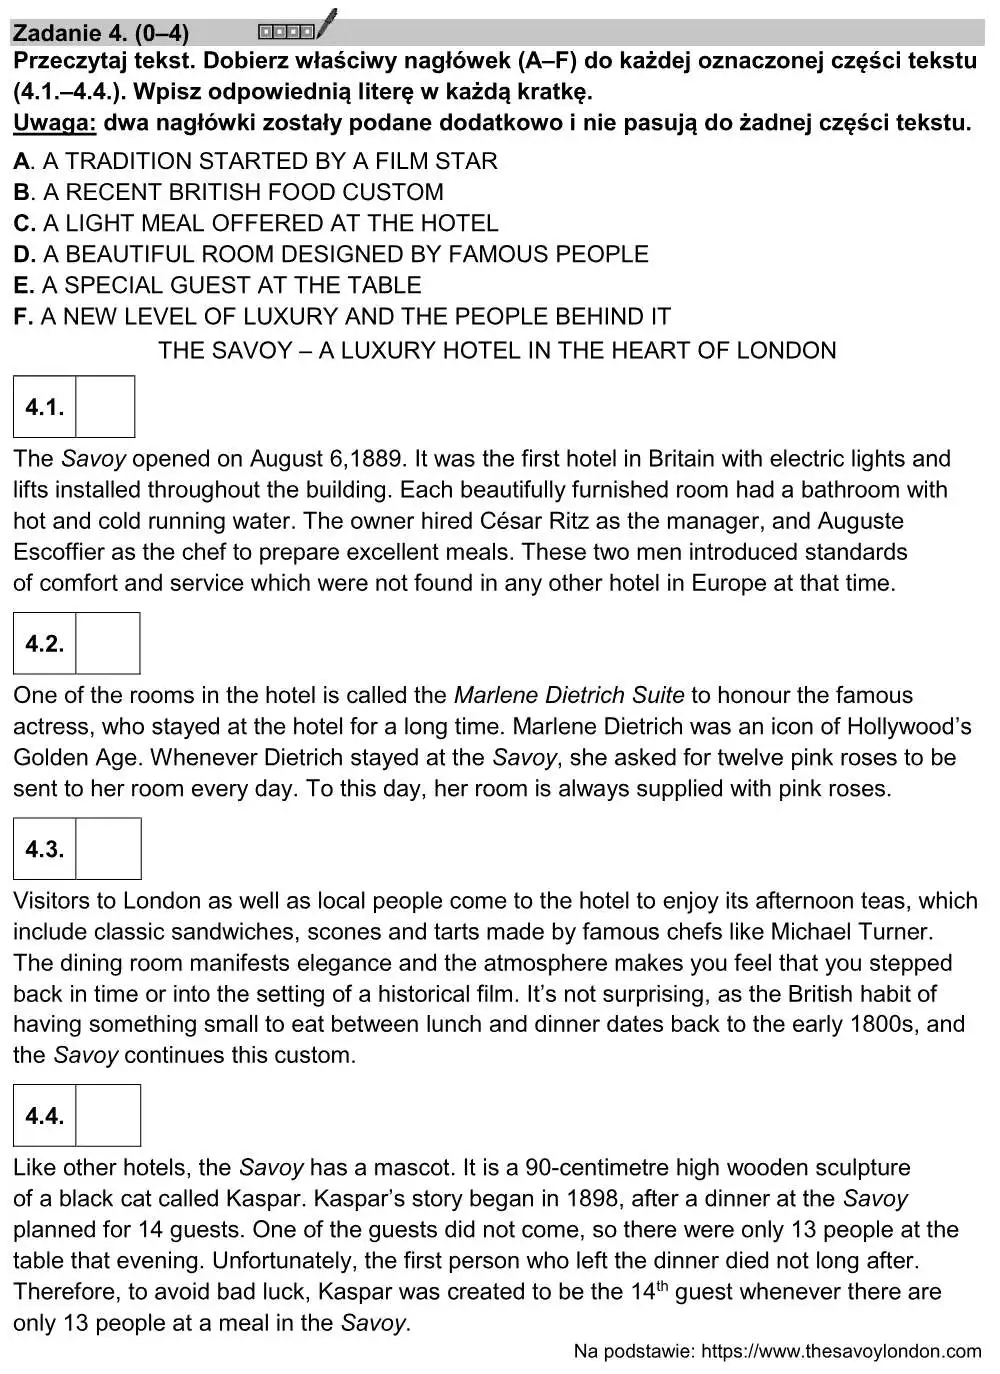 Zadanie 4. (0–4)
Przeczytaj tekst. Dobierz właściwy nagłówek (A–F) do każdej oznaczonej części tekstu
(4.1.–4.4.). Wpisz odpowiednią literę w każdą kratkę.
Uwaga: dwa nagłówki zostały podane dodatkowo i nie pasują do żadnej części tekstu.
A. A TRADITION STARTED BY A FILM STAR
B. A RECENT BRITISH FOOD CUSTOM
C. A LIGHT MEAL OFFERED AT THE HOTEL
D. A BEAUTIFUL ROOM DESIGNED BY FAMOUS PEOPLE
E. A SPECIAL GUEST AT THE TABLE
F. A NEW LEVEL OF LUXURY AND THE PEOPLE BEHIND IT
THE SAVOY – A LUXURY HOTEL IN THE HEART OF LONDON
4.1.
The Savoy opened on August 6,1889. It was the first hotel in Britain with electric lights and
lifts installed throughout the building. Each beautifully furnished room had a bathroom with
hot and cold running water. The owner hired César Ritz as the manager, and Auguste
Escoffier as the chef to prepare excellent meals. These two men introduced standards
of comfort and service which were not found in any other hotel in Europe at that time.
4.2.
One of the rooms in the hotel is called the Marlene Dietrich Suite to honour the famous
actress, who stayed at the hotel for a long time. Marlene Dietrich was an icon of Hollywood's
Golden Age. Whenever Dietrich stayed at the Savoy, she asked for twelve pink roses to be
sent to her room every day. To this day, her room is always supplied with pink roses.
4.3.
Visitors to London as well as local people come to the hotel to enjoy its afternoon teas, which
include classic sandwiches, scones and tarts made by famous chefs like Michael Turner.
The dining room manifests elegance and the atmosphere makes you feel that you stepped
back in time or into the setting of a historical film. It's not surprising, as the British habit of
having something small to eat between lunch and dinner dates back to the early 1800s, and
the Savoy continues this custom.
4.4.
Like other hotels, the Savoy has a mascot. It is a 90-centimetre high wooden sculpture
of a black cat called Kaspar. Kaspar's story began in 1898, after a dinner at the Savoy
planned for 14 guests. One of the guests did not come, so there were only 13 people at the
table that evening. Unfortunately, the first person who left the dinner died not long after.
Therefore, to avoid bad luck, Kaspar was created to be the 14th guest whenever there are
only 13 people at a meal in the Savoy.
Na podstawie: https://www.thesavoylondon.com